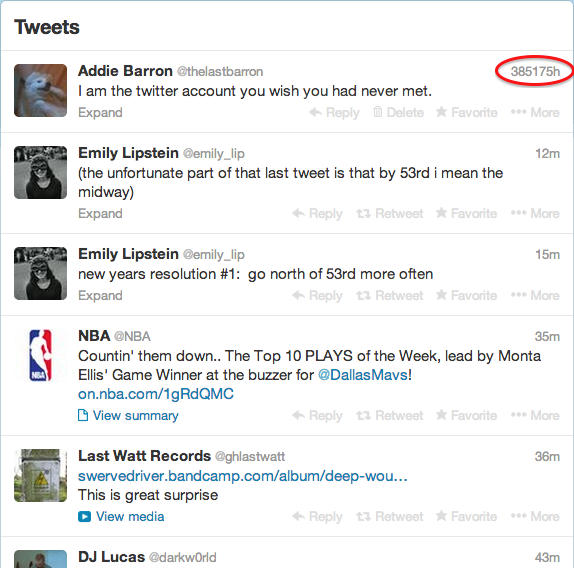 Tweets
Addie Barron @thelastbarron 385175h
I am the twitter account you wish you had never met.
Expand Reply Delete Favorite More
Emily Lipstein @emily_lip 12m
(the unfortunate part of that last tweet is that by 53rd i mean the
midway)
Expand Reply Retweet Favorite More
Emily Lipstein @emily_lip 15m
new years resolution #1: go north of 53rd more often
Expand Reply Retweet Favorite More
NBA @NBA 35m
Countin' them down.. The Top 10 PLAYS of the Week, lead by Monta
Ellis' Game Winner at the buzzer for @DallasMavs!
on.nba.com/1gRdQMC
View summary Reply Retweet Favorite More
Last Watt Records @ghlastwatt 36m
swervedriver.bandcamp.com/album/deep-wou…
This is great surprise
View media Reply Retweet Favorite More
DJ Lucas @darkw0rld 43m